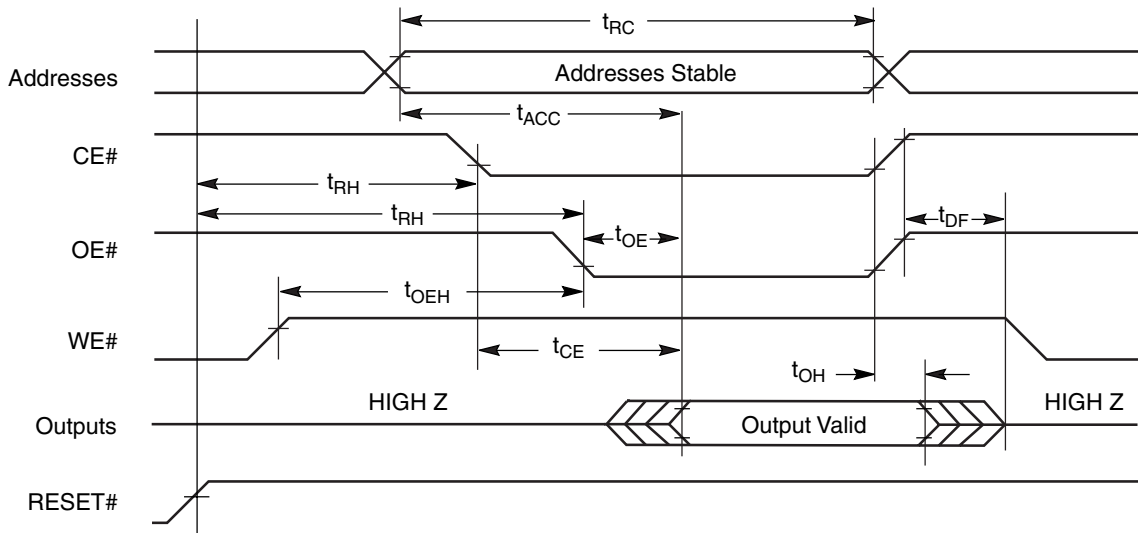 tRC
Addresses
Addresses Stable
tACC
CE#
tRH
tRH
tDF
OE#
tOE
tOEH
WE#
tCE
tOH
HIGH Z
HIGH Z
Outputs
Output Valid
RESET#